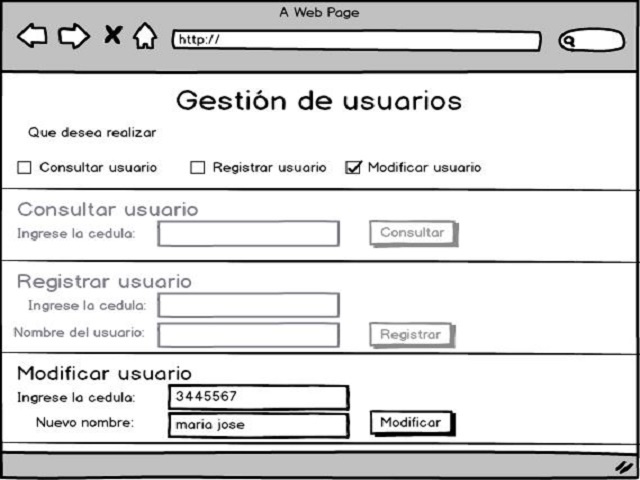 A Web Page
http://
Gestión de usuarios
Que desea realizar
Consultar usuario Registrar usuario Modificar usuario
Consultar usuario
Ingrese la cedula: Consultar
Registrar usuario
Ingrese la cedula:
Nombre del usuario: Registrar
Modificar usuario
Ingrese la cedula: 3445567
Nuevo nombre: maria jose Modificar